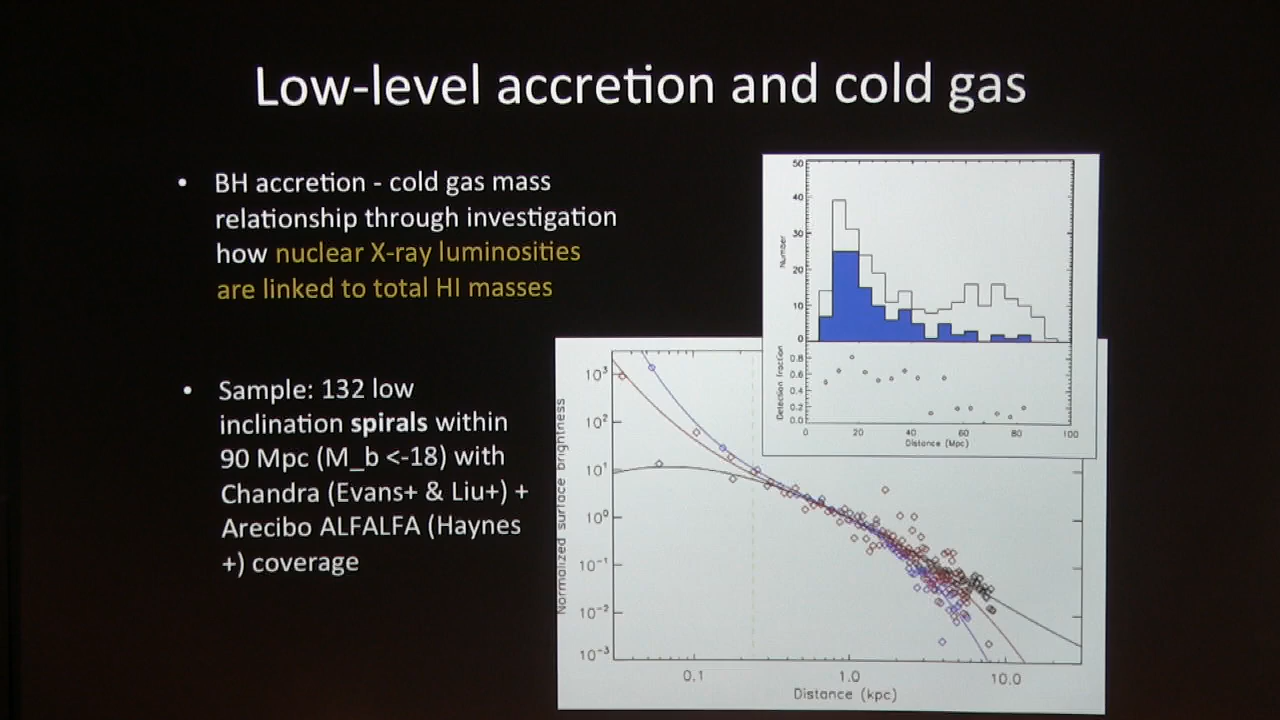 Low-level accretion and cold gas
• BH accretion - cold gas mass
relationship through investigation
how nuclear X-ray luminosities
are linked to total HI masses
• Sample: 132 low
inclination spirals within
90 Mpc (M_b <-18) with
Chandra (Evans+ & Liu+) +
Arecibo ALFALFA (Haynes
+) coverage
50
40
30
20
10
0
Number
0.8
0.6
0.4
0.2
0.0
Detection fraction
0 20 40 60 80 100
Distance (Mpc)
10³
10²
10¹
10⁰
10⁻¹
10⁻²
10⁻³
Normalized surface brightness
0.1 1.0 10.0
Distance (kpc)